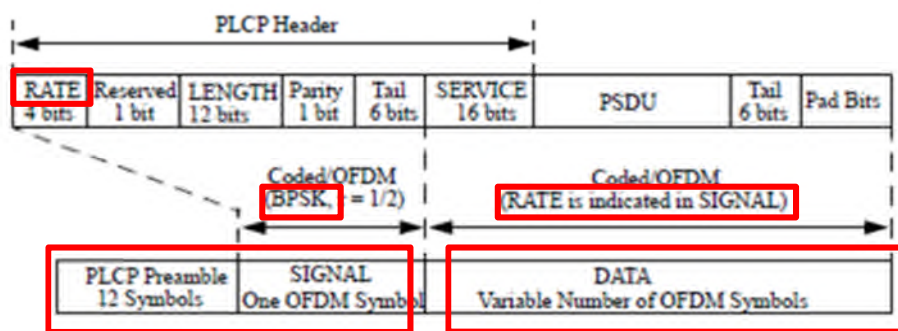 PLCP Header
RATE Reserved LENGTH Parity Tail SERVICE PSDU Tail Pad Bits
4 bits 1 bit 12 bits 1 bit 6 bits 16 bits 6 bits
Coded/OFDM Coded/OFDM
(BPSK, = 1/2) (RATE is indicated in SIGNAL)
PLCP Preamble SIGNAL DATA
12 Symbols One OFDM Symbol Variable Number of OFDM Symbols